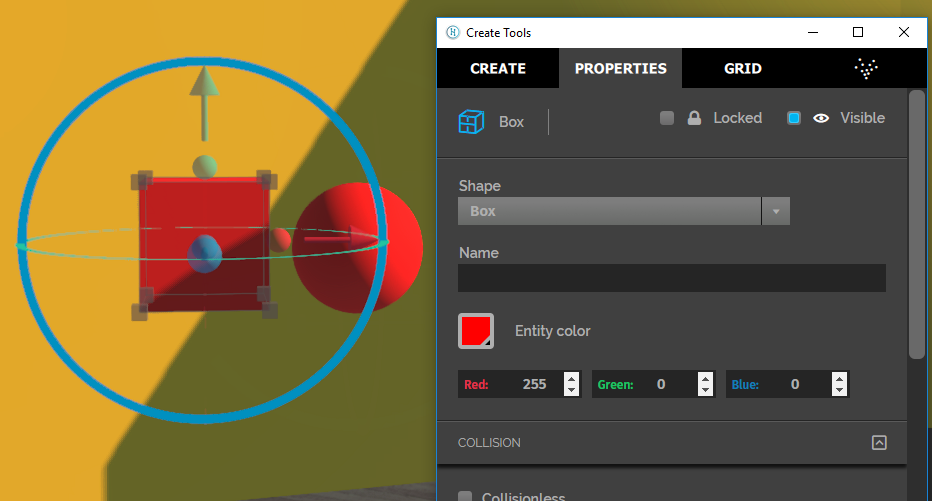 Create Tools
CREATE PROPERTIES GRID
Box Locked Visible
Shape
Box
Name
Entity color
Red: 255 Green: 0 Blue: 0
COLLISION
Collisionless